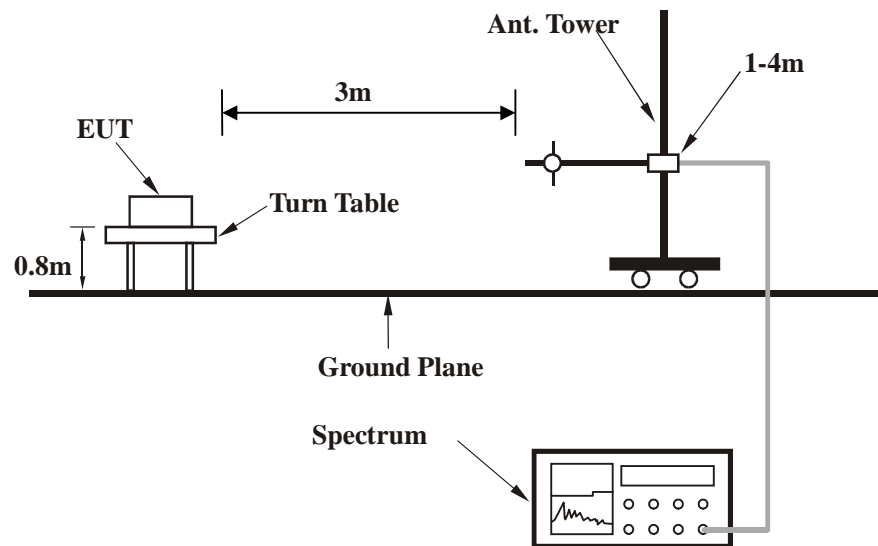 Ant. Tower
1-4m
3m
EUT
Turn Table
0.8m
Ground Plane
Spectrum